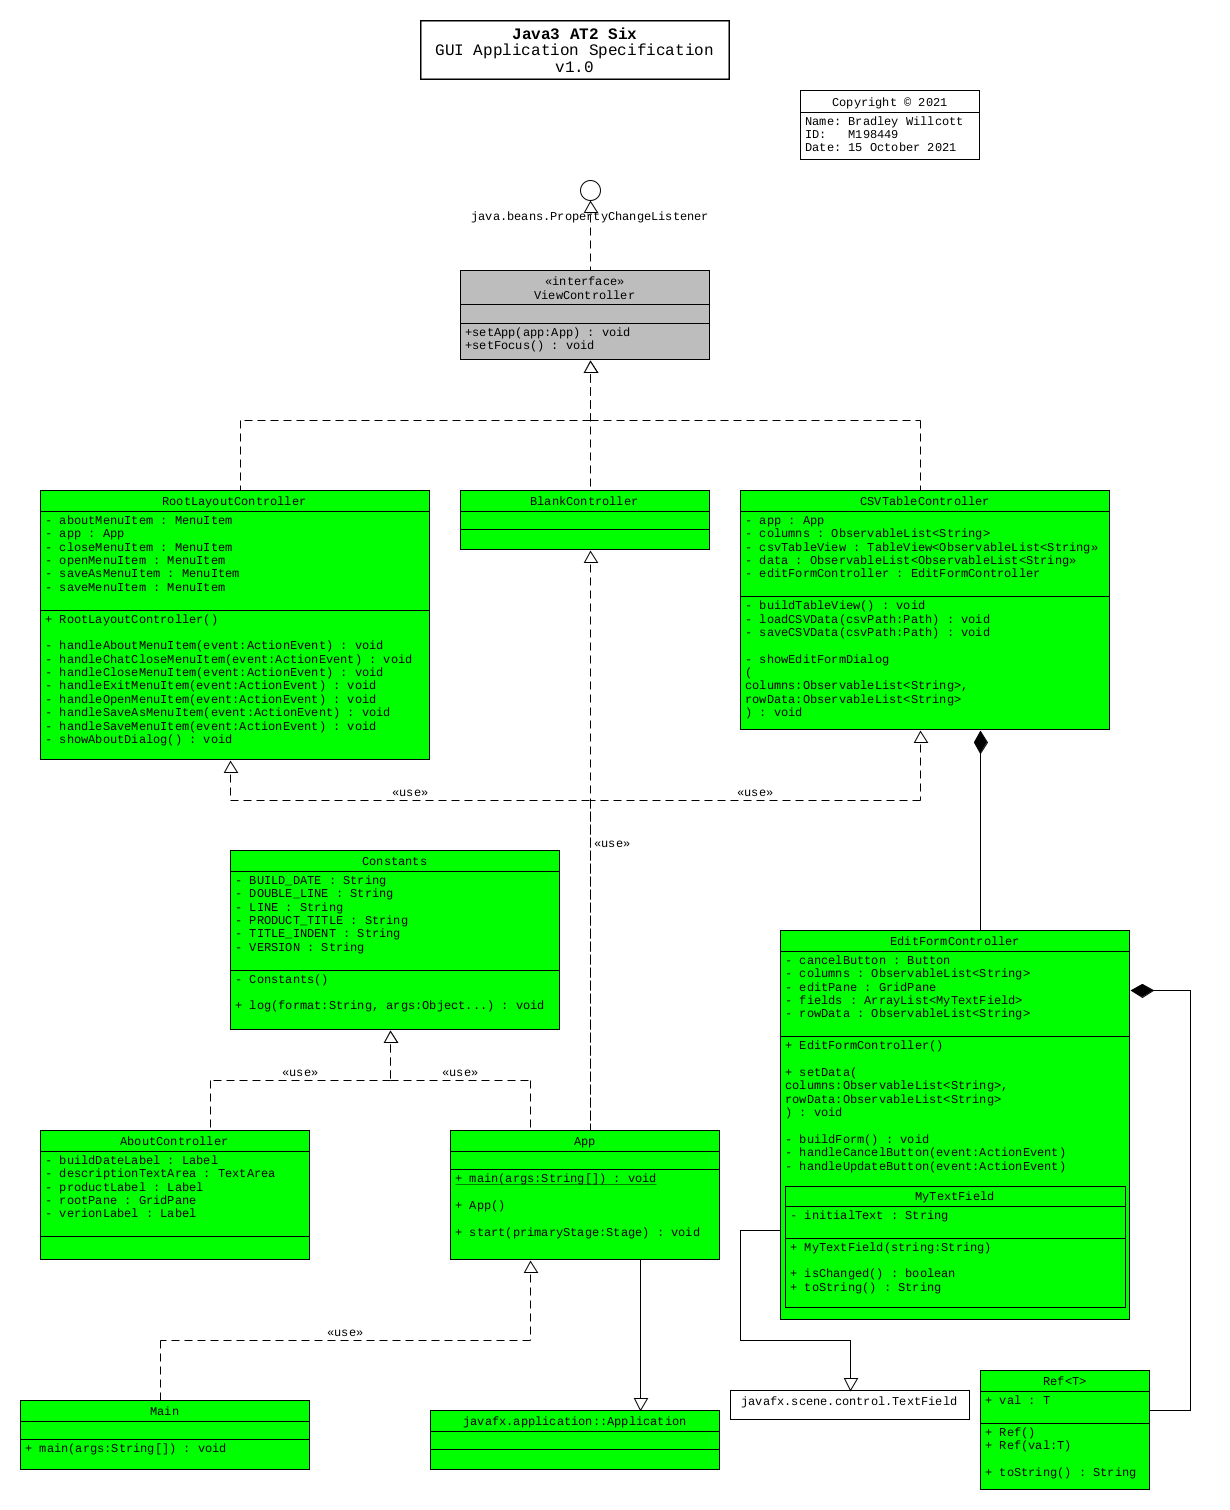 Java3 AT2 Six
GUI Application Specification
v1.0
Copyright © 2021
Name: Bradley Willcott
ID:   M198449
Date: 15 October 2021
java.beans.PropertyChangeListener
«interface»
ViewController
+setApp(app:App) : void
+setFocus() : void
RootLayoutController
- aboutMenuItem : MenuItem
- app : App
- closeMenuItem : MenuItem
- openMenuItem : MenuItem
- saveAsMenuItem : MenuItem
- saveMenuItem : MenuItem
+ RootLayoutController()
- handleAboutMenuItem(event:ActionEvent) : void
- handleChatCloseMenuItem(event:ActionEvent) : void
- handleCloseMenuItem(event:ActionEvent) : void
- handleExitMenuItem(event:ActionEvent) : void
- handleOpenMenuItem(event:ActionEvent) : void
- handleSaveAsMenuItem(event:ActionEvent) : void
- handleSaveMenuItem(event:ActionEvent) : void
- showAboutDialog() : void
BlankController
CSVTableController
- app : App
- columns : ObservableList<String>
- csvTableView : TableView<ObservableList<String»
- data : ObservableList<ObservableList<String»
- editFormController : EditFormController
- buildTableView() : void
- loadCSVData(csvPath:Path) : void
- saveCSVData(csvPath:Path) : void
- showEditFormDialog
(
columns:ObservableList<String>,
rowData:ObservableList<String>
) : void
«use»
«use»
«use»
Constants
- BUILD_DATE : String
- DOUBLE_LINE : String
- LINE : String
- PRODUCT_TITLE : String
- TITLE_INDENT : String
- VERSION : String
- Constants()
+ log(format:String, args:Object...) : void
«use»
«use»
EditFormController
- cancelButton : Button
- columns : ObservableList<String>
- editPane : GridPane
- fields : ArrayList<MyTextField>
- rowData : ObservableList<String>
+ EditFormController()
+ setData(
columns:ObservableList<String>,
rowData:ObservableList<String>
) : void
- buildForm() : void
- handleCancelButton(event:ActionEvent)
- handleUpdateButton(event:ActionEvent)
MyTextField
- initialText : String
+ MyTextField(string:String)
+ isChanged() : boolean
+ toString() : String
AboutController
- buildDateLabel : Label
- descriptionTextArea : TextArea
- productLabel : Label
- rootPane : GridPane
- verionLabel : Label
App
+ main(args:String[]) : void
+ App()
+ start(primaryStage:Stage) : void
«use»
Main
+ main(args:String[]) : void
javafx.application::Application
javafx.scene.control.TextField
Ref<T>
+ val : T
+ Ref()
+ Ref(val:T)
+ toString() : String